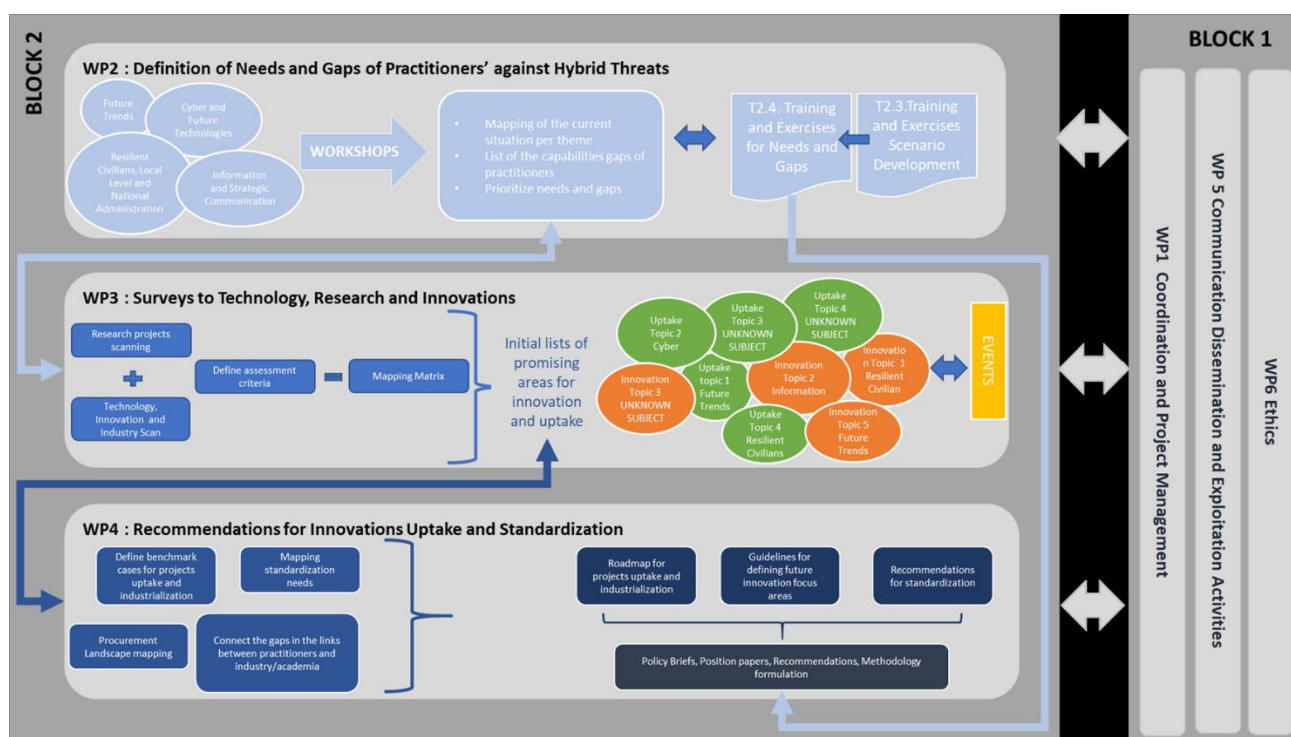 BLOCK 2
WP2 : Definition of Needs and Gaps of Practitioners' against Hybrid Threats
Future
Trends
Cyber and
Future
Technologies
Resilient
Civilians, Local
Level and
National
Administration
Information
and Strategic
Communication
WORKSHOPS
• Mapping of the current
situation per theme
• List of the capabilities gaps of
practitioners
• Prioritize needs and gaps
T2.4. Training
and Exercises
for Needs and
Gaps
T2.3.Training
and Exercises
Scenario
Development
WP3 : Surveys to Technology, Research and Innovations
Research projects
scanning
Technology,
Innovation and
Industry Scan
Define assessment
criteria
Mapping Matrix
Initial lists of
promising
areas for
innovation
and uptake
Uptake
Topic 2
Cyber
Uptake
Topic 3
UNKNOWN
SUBJECT
Uptake
Topic 4
UNKNOWN
SUBJECT
Innovation
Topic 3
UNKNOWN
SUBJECT
Uptake
topic 1
Future
Trends
Innovation
Topic 2
Information
Innovatio
n Topic 1
Resilient
Civilian
Uptake
Topic 4
Resilient
Civilians
Innovation
Topic 5
Future
Trends
EVENTS
WP4 : Recommendations for Innovations Uptake and Standardization
Define benchmark
cases for projects
uptake and
industrialization
Mapping
standardization
needs
Procurement
Landscape mapping
Connect the gaps in the links
between practitioners and
industry/academia
Roadmap for
projects uptake and
industrialization
Guidelines for
defining future
innovation focus
areas
Recommendations
for standardization
Policy Briefs, Position papers, Recommendations, Methodology
formulation
BLOCK 1
WP1 Coordination and Project Management
WP 5 Communication Dissemination and Exploitation Activities
WP6 Ethics